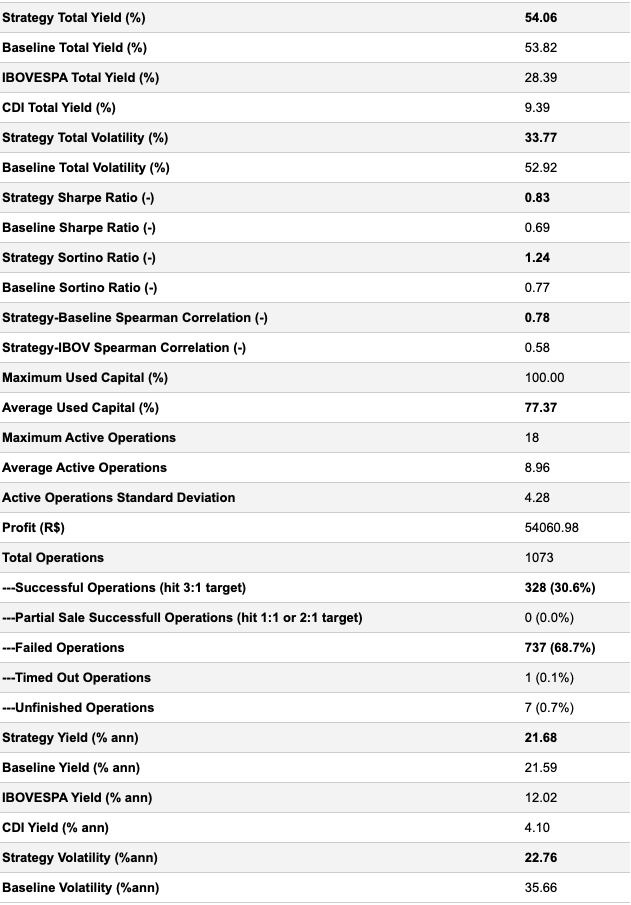 Strategy Total Yield (%) 54.06
Baseline Total Yield (%) 53.82
IBOVESPA Total Yield (%) 28.39
CDI Total Yield (%) 9.39
Strategy Total Volatility (%) 33.77
Baseline Total Volatility (%) 52.92
Strategy Sharpe Ratio (-) 0.83
Baseline Sharpe Ratio (-) 0.69
Strategy Sortino Ratio (-) 1.24
Baseline Sortino Ratio (-) 0.77
Strategy-Baseline Spearman Correlation (-) 0.78
Strategy-IBOV Spearman Correlation (-) 0.58
Maximum Used Capital (%) 100.00
Average Used Capital (%) 77.37
Maximum Active Operations 18
Average Active Operations 8.96
Active Operations Standard Deviation 4.28
Profit (R$) 54060.98
Total Operations 1073
---Successful Operations (hit 3:1 target) 328 (30.6%)
---Partial Sale Successfull Operations (hit 1:1 or 2:1 target) 0 (0.0%)
---Failed Operations 737 (68.7%)
---Timed Out Operations 1 (0.1%)
---Unfinished Operations 7 (0.7%)
Strategy Yield (% ann) 21.68
Baseline Yield (% ann) 21.59
IBOVESPA Yield (% ann) 12.02
CDI Yield (% ann) 4.10
Strategy Volatility (%ann) 22.76
Baseline Volatility (%ann) 35.66